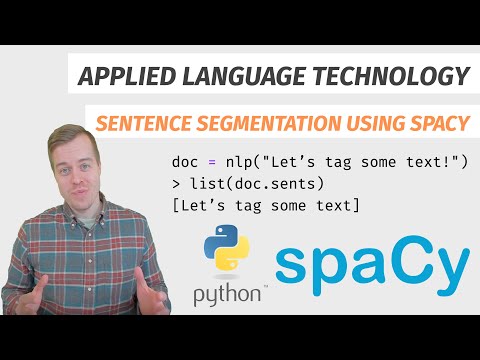 APPLIED LANGUAGE TECHNOLOGY
SENTENCE SEGMENTATION USING SPACY
doc = nlp("Let’s tag some text!")
> list(doc.sents)
[Let’s tag some text]
python™
spaCy